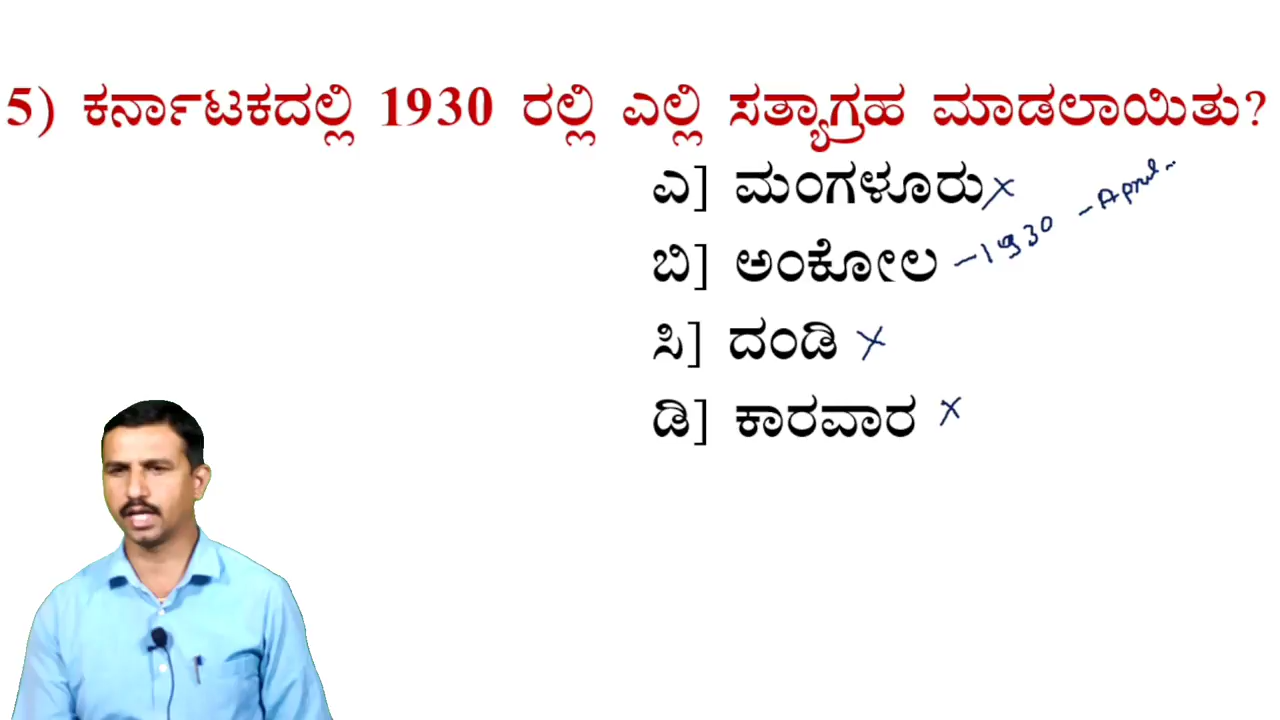 5) ಕರ್ನಾಟಕದಲ್ಲಿ 1930 ರಲ್ಲಿ ಎಲ್ಲಿ ಸತ್ಯಾಗ್ರಹ ಮಾಡಲಾಯಿತು?
ಎ] ಮಂಗಳೂರು ×
ಬಿ] ಅಂಕೋಲ – 1930 – April
ಸಿ] ದಂಡಿ ×
ಡಿ] ಕಾರವಾರ ×